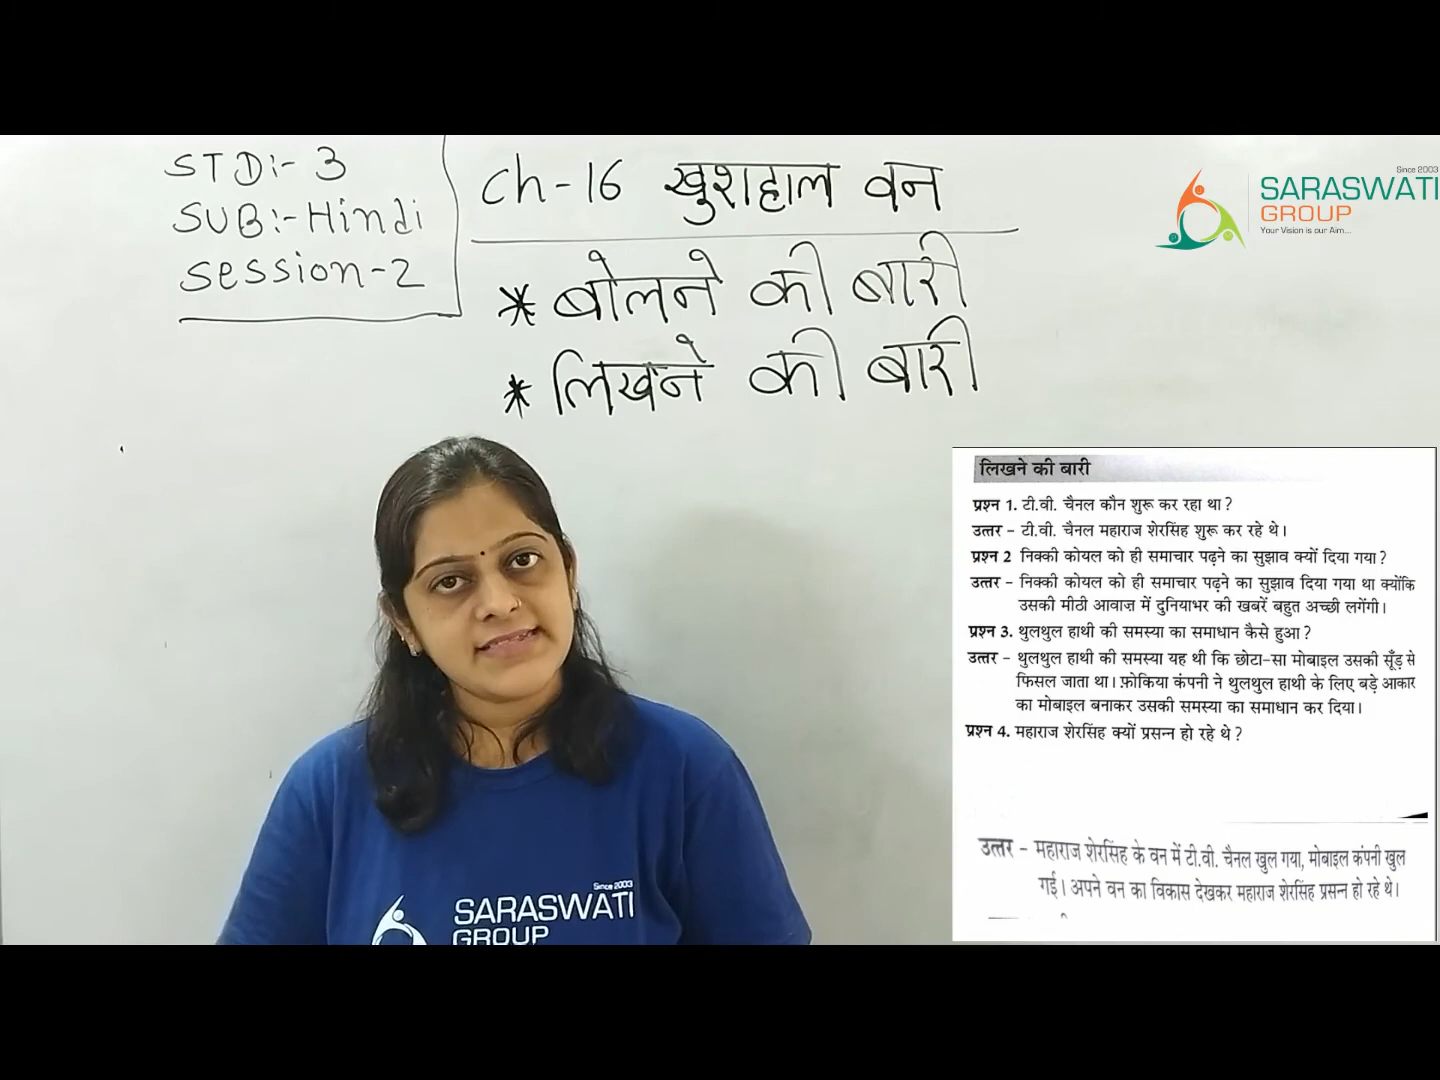 STD:- 3
SUB:- Hindi
Session-2
Ch-16 खुशहाल वन
* बोलने की बारी
* लिखने की बारी
Since 2003
SARASWATI
GROUP
Your Vision is our Aim...
लिखने की बारी
प्रश्न 1. टी.वी. चैनल कौन शुरू कर रहा था?
उत्तर - टी.वी. चैनल महाराज शेरसिंह शुरू कर रहे थे।
प्रश्न 2 निक्की कोयल को ही समाचार पढ़ने का सुझाव क्यों दिया गया?
उत्तर - निक्की कोयल को ही समाचार पढ़ने का सुझाव दिया गया था क्योंकि
उसकी मीठी आवाज में दुनियाभर की खबरें बहुत अच्छी लगेंगी।
प्रश्न 3. थुलथुल हाथी की समस्या का समाधान कैसे हुआ?
उत्तर - थुलथुल हाथी की समस्या यह थी कि छोटा-सा मोबाइल उसकी सूँड़ से
फिसल जाता था। फ़ोकिया कंपनी ने थुलथुल हाथी के लिए बड़े आकार
का मोबाइल बनाकर उसकी समस्या का समाधान कर दिया।
प्रश्न 4. महाराज शेरसिंह क्यों प्रसन्न हो रहे थे?
उत्तर - महाराज शेरसिंह के वन में टी.वी. चैनल खुल गया, मोबाइल कंपनी खुल
गई। अपने वन का विकास देखकर महाराज शेरसिंह प्रसन्न हो रहे थे।
Since 2003
SARASWATI
GROUP